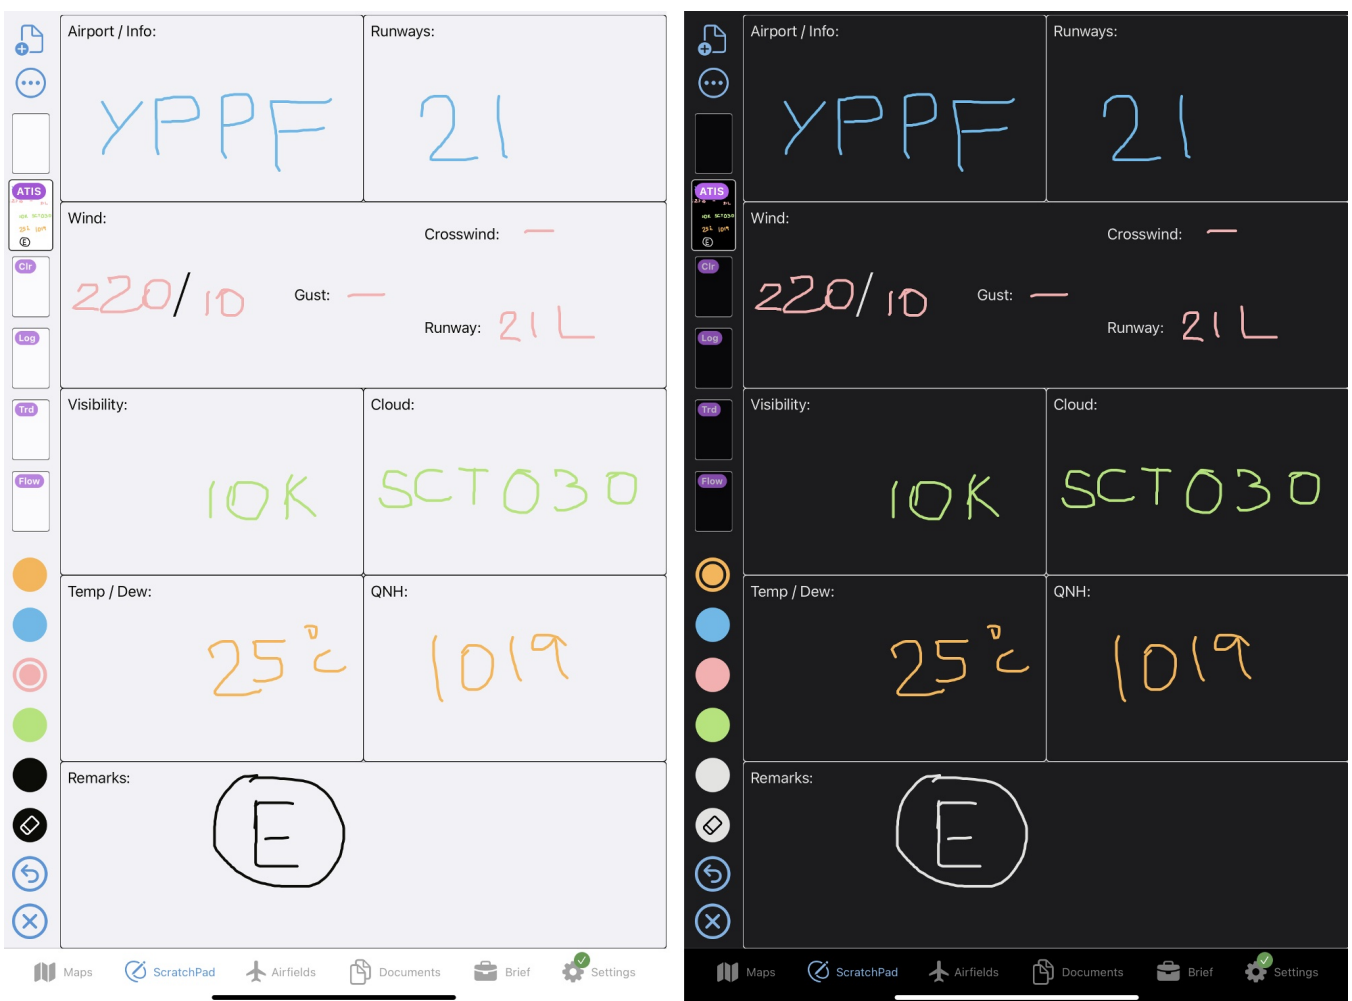 Airport / Info: Runways:
YPPF 21
ATIS
Wind:
Crosswind: —
Clr
220/10 Gust: —
Runway: 21L
Log
Visibility: Cloud:
Trd
10K SCT030
Flow
Temp / Dew: QNH:
25°C 1019
Remarks:
E
Maps ScratchPad Airfields Documents Brief Settings
Airport / Info: Runways:
YPPF 21
ATIS
Wind:
Crosswind: —
Clr
220/10 Gust: —
Runway: 21L
Log
Visibility: Cloud:
Trd
10K SCT030
Flow
Temp / Dew: QNH:
25°C 1019
Remarks:
E
Maps ScratchPad Airfields Documents Brief Settings